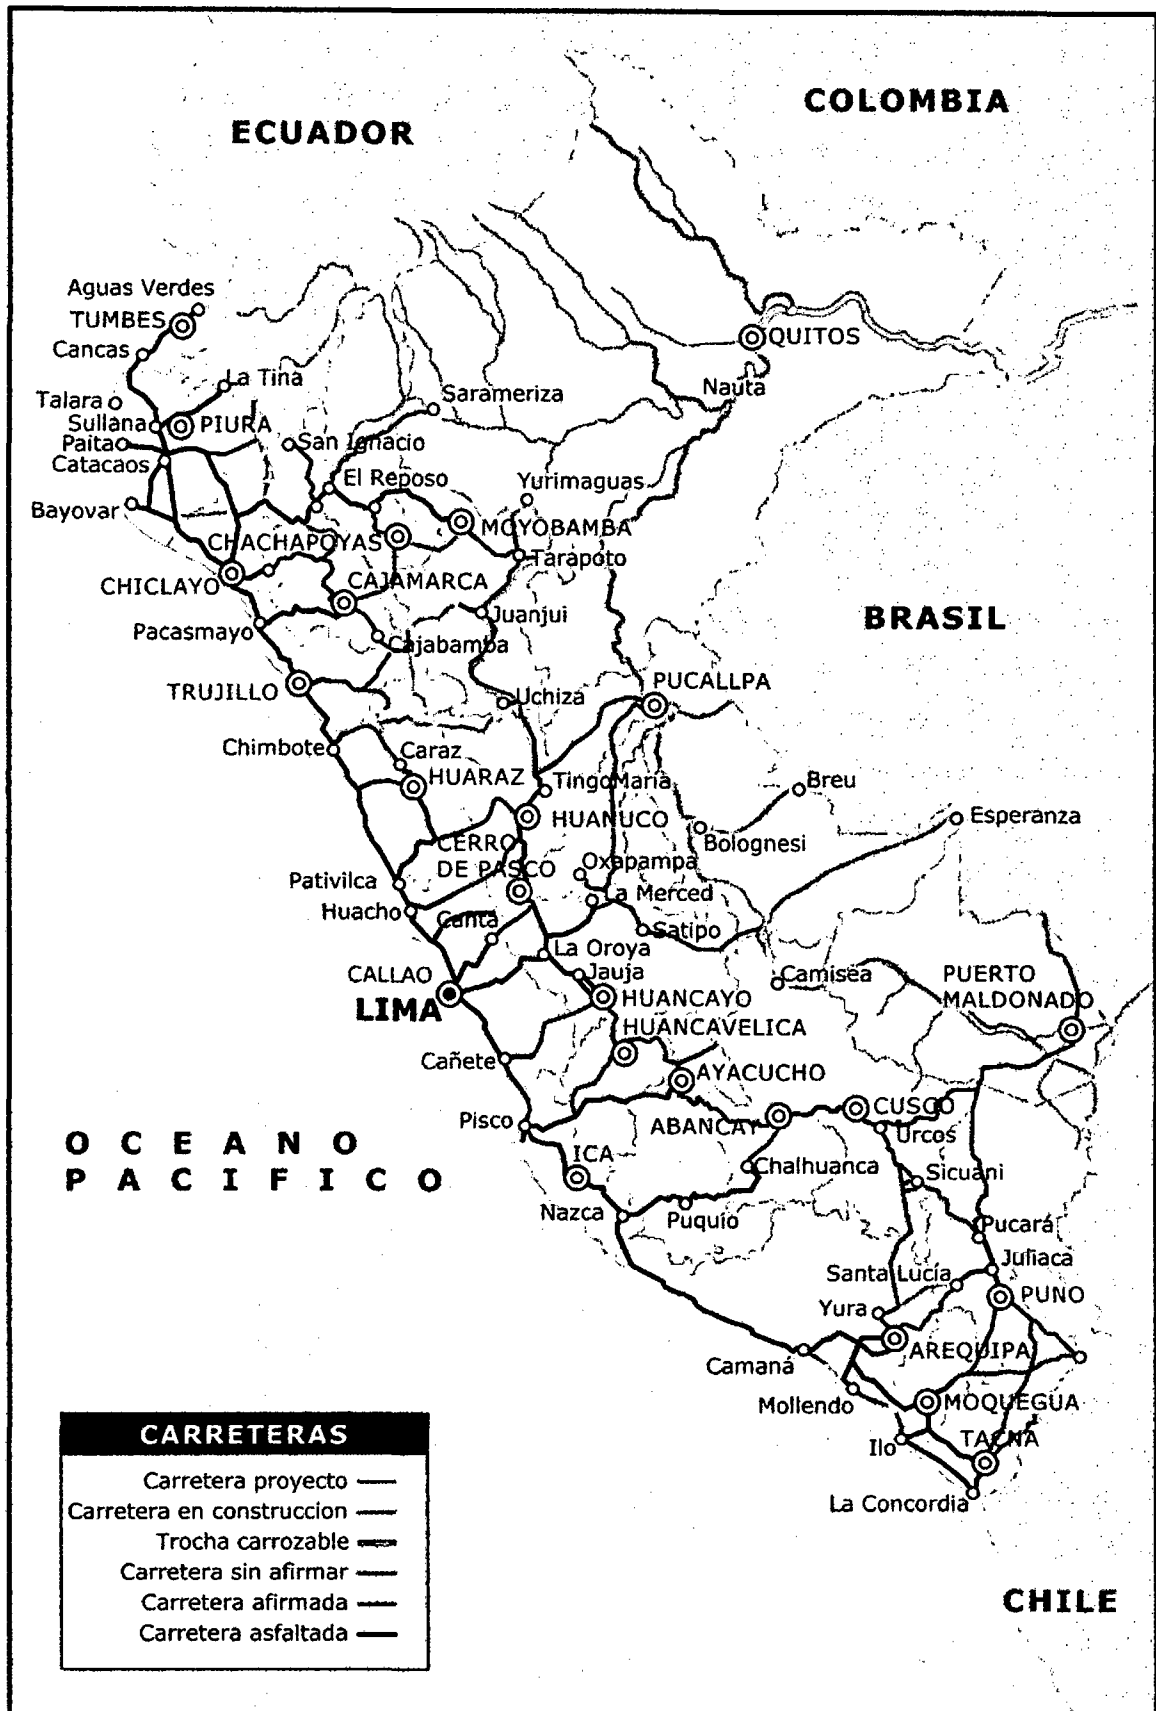 COLOMBIA
ECUADOR
Aguas Verdes
TUMBES
Cancas
QUITOS
La Tina
Nauta
Sarameriza
Talara
Sullana
PIURA
Paita
San Ignacio
Catacaos
El Reposo
Yurimaguas
Bayovar
MOYOBAMBA
CHACHAPOYAS
Tarapoto
CHICLAYO
CAJAMARCA
Juanjui
BRASIL
Pacasmayo
Cajabamba
PUCALLPA
TRUJILLO
Uchiza
Chimbote
Caraz
HUARAZ
TingoMaria
Breu
HUANUCO
Esperanza
CERRO
DE PASCO
Bolognesi
Oxapampa
Pativilca
La Merced
Huacho
Canta
Satipo
La Oroya
CALLAO
Jauja
Camisea
PUERTO
MALDONADO
LIMA
HUANCAYO
HUANCAVELICA
Cañete
AYACUCHO
Pisco
ABANCAY
CUSCO
Urcos
OCEANO
PACIFICO
ICA
Chalhuanca
Sicuani
Nazca
Puquio
Pucará
Juliaca
Santa Lucía
Yura
PUNO
AREQUIPA
Camaná
Mollendo
MOQUEGUA
TACNA
Ilo
La Concordia
CARRETERAS
Carretera proyecto
Carretera en construccion
Trocha carrozable
Carretera sin afirmar
Carretera afirmada
Carretera asfaltada
CHILE